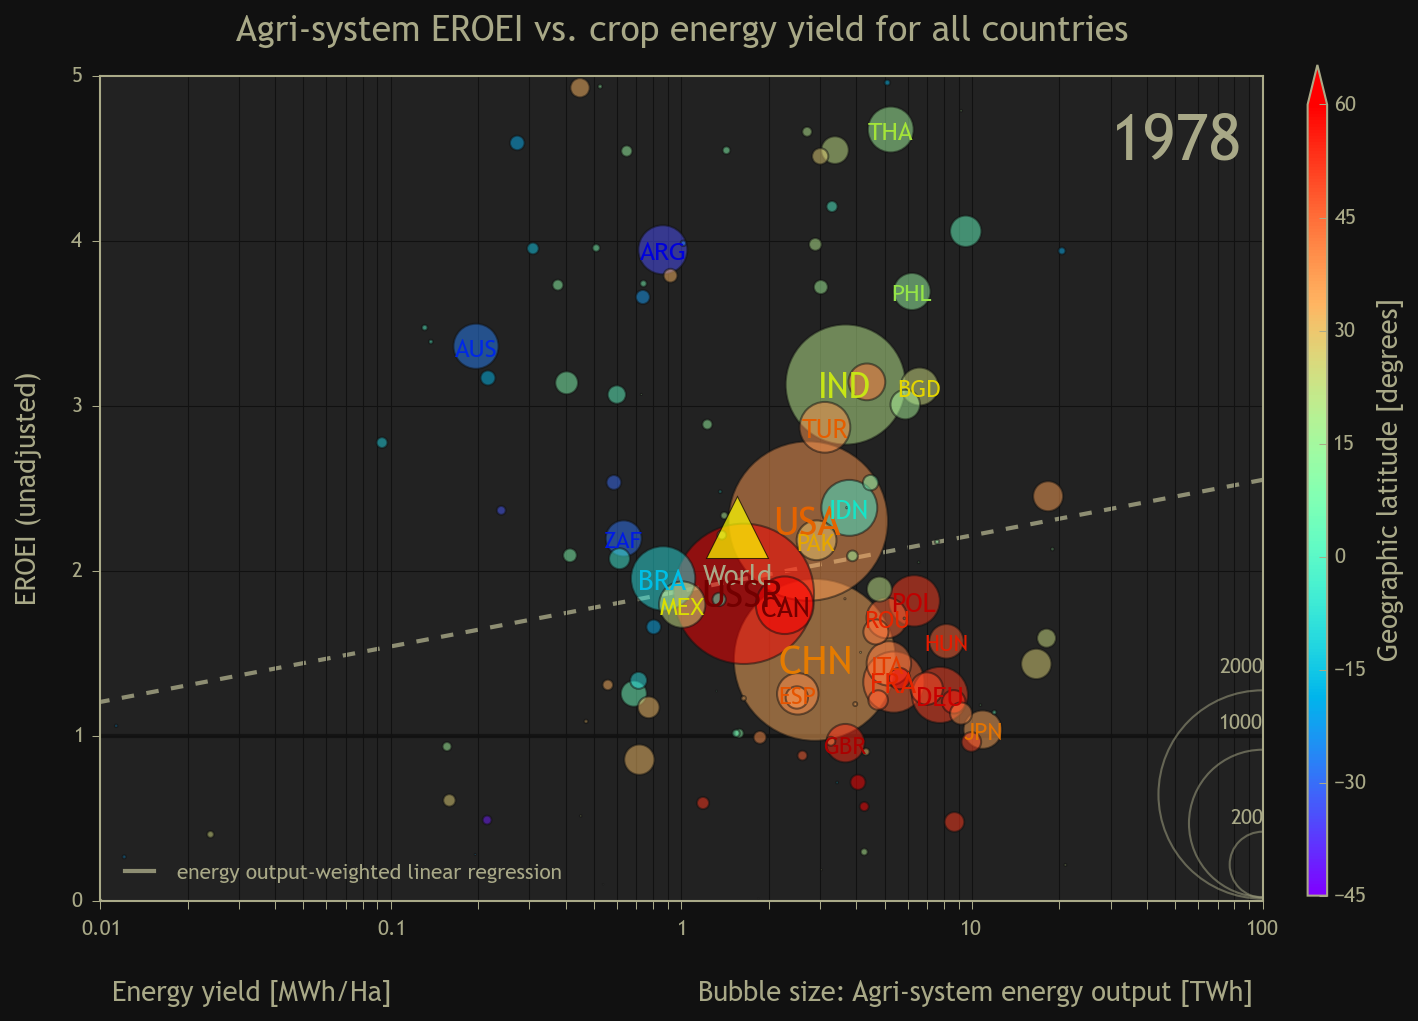 Agri-system EROEI vs. crop energy yield for all countries
1978
EROEI (unadjusted)
5
4
3
2
1
0
THA
ARG
PHL
AUS
IND
BGD
TUR
USA
IDN
PAK
ZAF
BRA
World
USSR
MEX
CAN
POL
ROU
HUN
CHN
ITA
FRA
ESP
DEU
JPN
GBR
2000
1000
200
energy output-weighted linear regression
0.01
0.1
1
10
100
Energy yield [MWh/Ha]
Bubble size: Agri-system energy output [TWh]
60
45
30
15
0
−15
−30
−45
Geographic latitude [degrees]